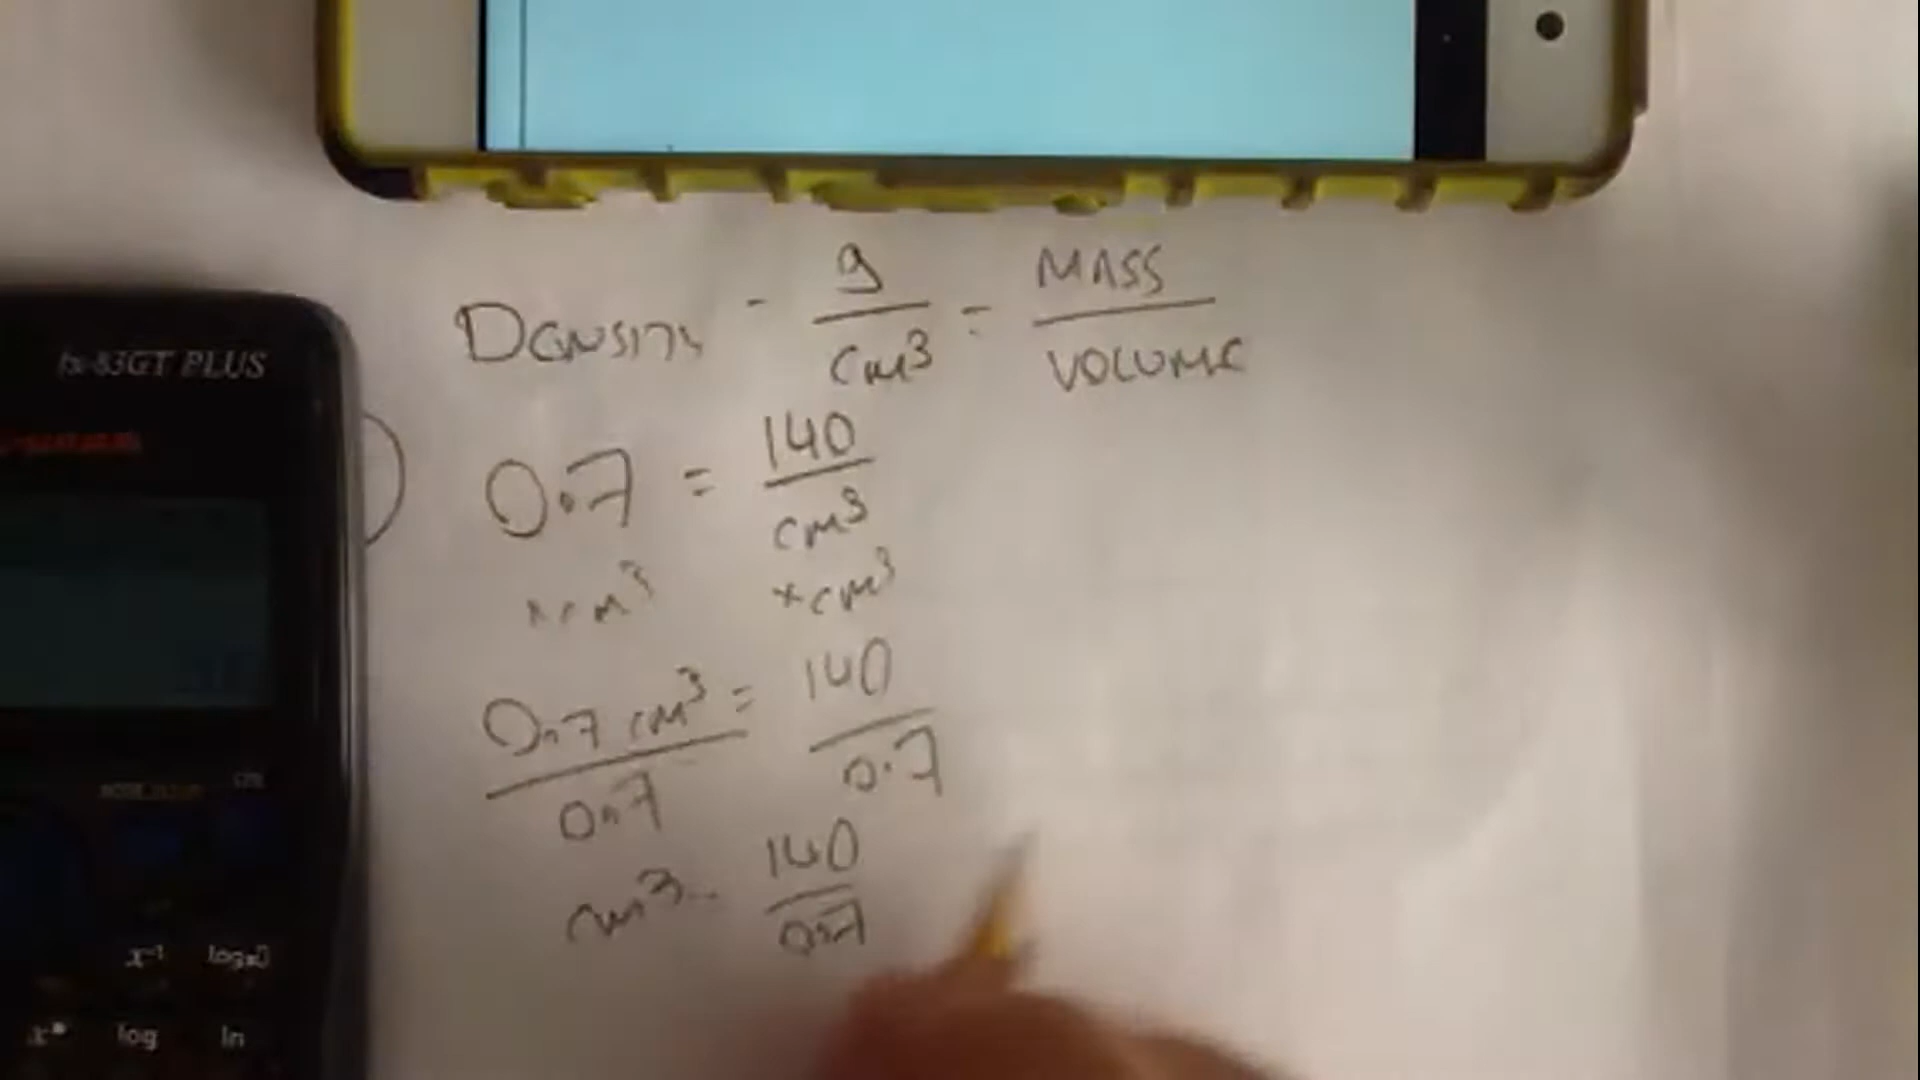 fx-83GT PLUS
DENSITY - g/cm³ = MASS/VOLUME
0.7 = 140/cm³
×cm³ ×cm³
0.7 cm³ = 140
0.7 0.7
cm³ = 140/0.7
x⁻¹ log
log ln